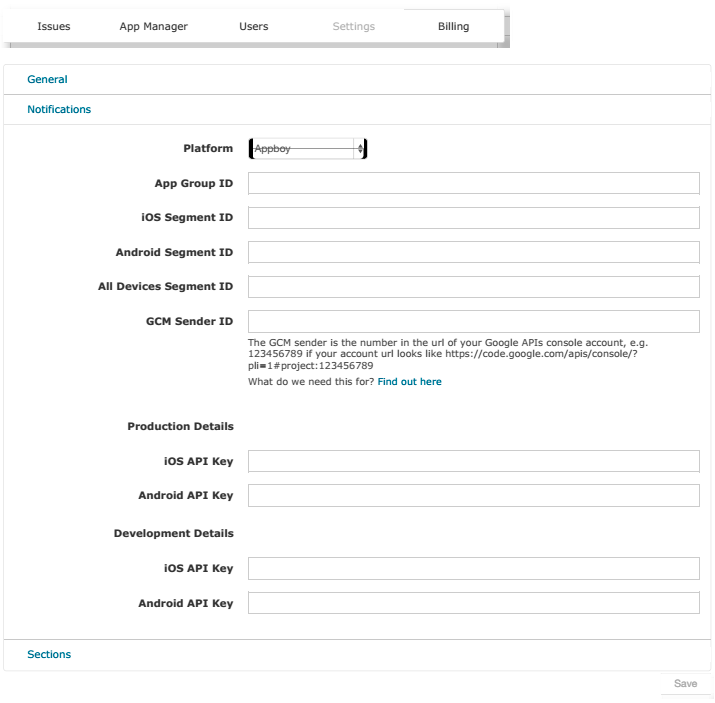 Issues App Manager Users Settings Billing
General
Notifications
Platform Appboy
App Group ID
iOS Segment ID
Android Segment ID
All Devices Segment ID
GCM Sender ID
The GCM sender is the number in the url of your Google APIs console account, e.g.
123456789 if your account url looks like https://code.google.com/apis/console/?
pli=1#project:123456789
What do we need this for? Find out here
Production Details
iOS API Key
Android API Key
Development Details
iOS API Key
Android API Key
Sections
Save